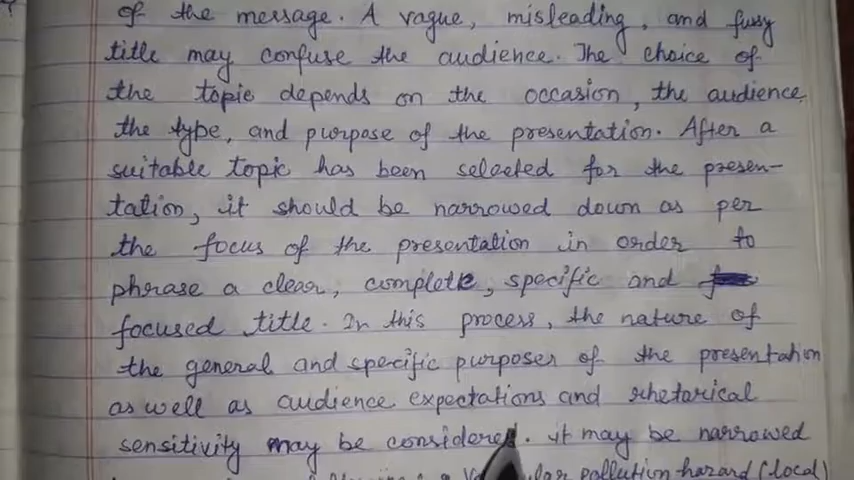 of the message. A vague, misleading, and fussy
title may confuse the audience. The choice of
the topic depends on the occasion, the audience,
the type, and purpose of the presentation. After a
suitable topic has been selected for the presen-
tation, it should be narrowed down as per
the focus of the presentation in order to
phrase a clear, complete, specific and
focused title. In this process, the nature of
the general and specific purposes of the presentation
as well as audience expectations and rhetorical
sensitivity may be considered. it may be narrowed
pollution hazard (local)